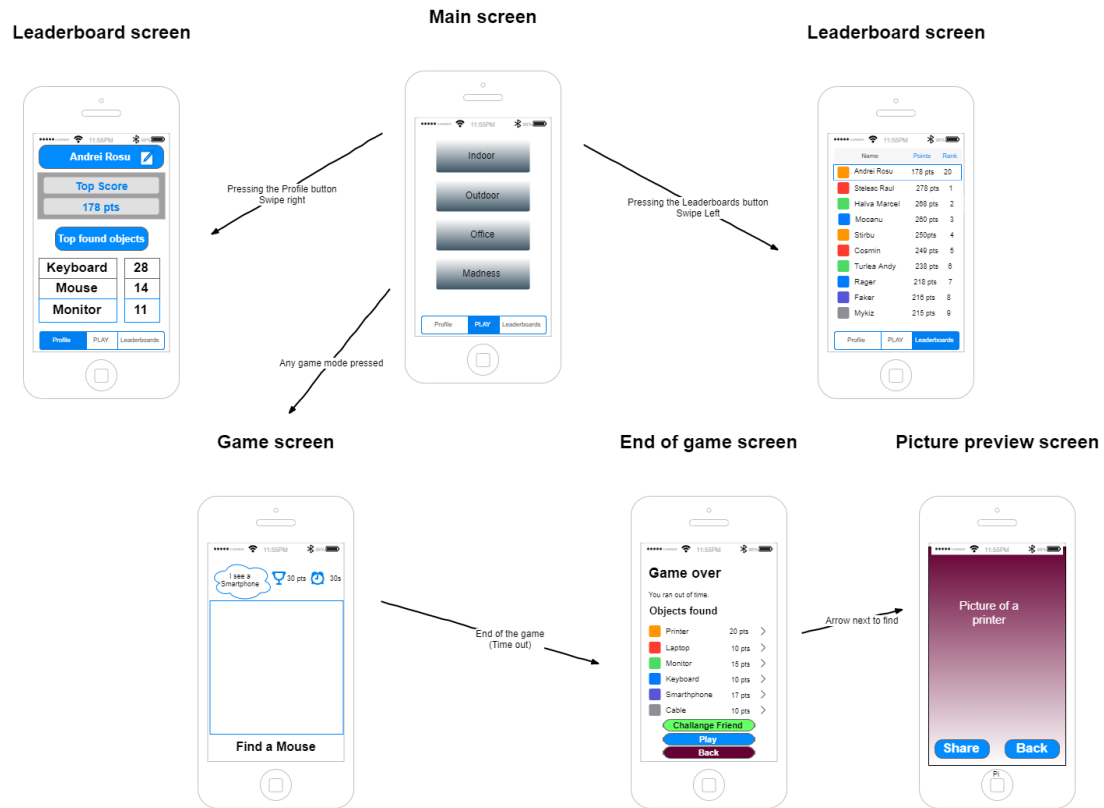 Main screen
Leaderboard screen
Leaderboard screen
11:55PM
Andrei Rosu
Top Score
178 pts
Top found objects
Keyboard 28
Mouse 14
Monitor 11
Profile PLAY Leaderboards
Pressing the Profile button
Swipe right
11:55PM
Indoor
Outdoor
Office
Madness
Profile PLAY Leaderboards
Any game mode pressed
Pressing the Leaderboards button
Swipe Left
11:55PM
Name Points Rank
Andrei Rosu 178 pts 20
Steleac Raul 278 pts 1
Halva Marcel 268 pts 2
Mocanu 260 pts 3
Stirbu 250pts 4
Cosmin 249 pts 5
Turlea Andy 238 pts 6
Rager 218 pts 7
Faker 216 pts 8
Mykiz 215 pts 9
Profile PLAY Leaderboards
Game screen
11:55PM
I see a
Smartphone
30 pts 30s
Find a Mouse
End of the game
(Time out)
End of game screen
11:55PM
Game over
You ran out of time.
Objects found
Printer 20 pts
Laptop 10 pts
Monitor 15 pts
Keyboard 10 pts
Smarthphone 17 pts
Cable 10 pts
Challange Friend
Play
Back
Arrow next to find
Picture preview screen
11:55PM
Picture of a
printer
Share Back
Pi